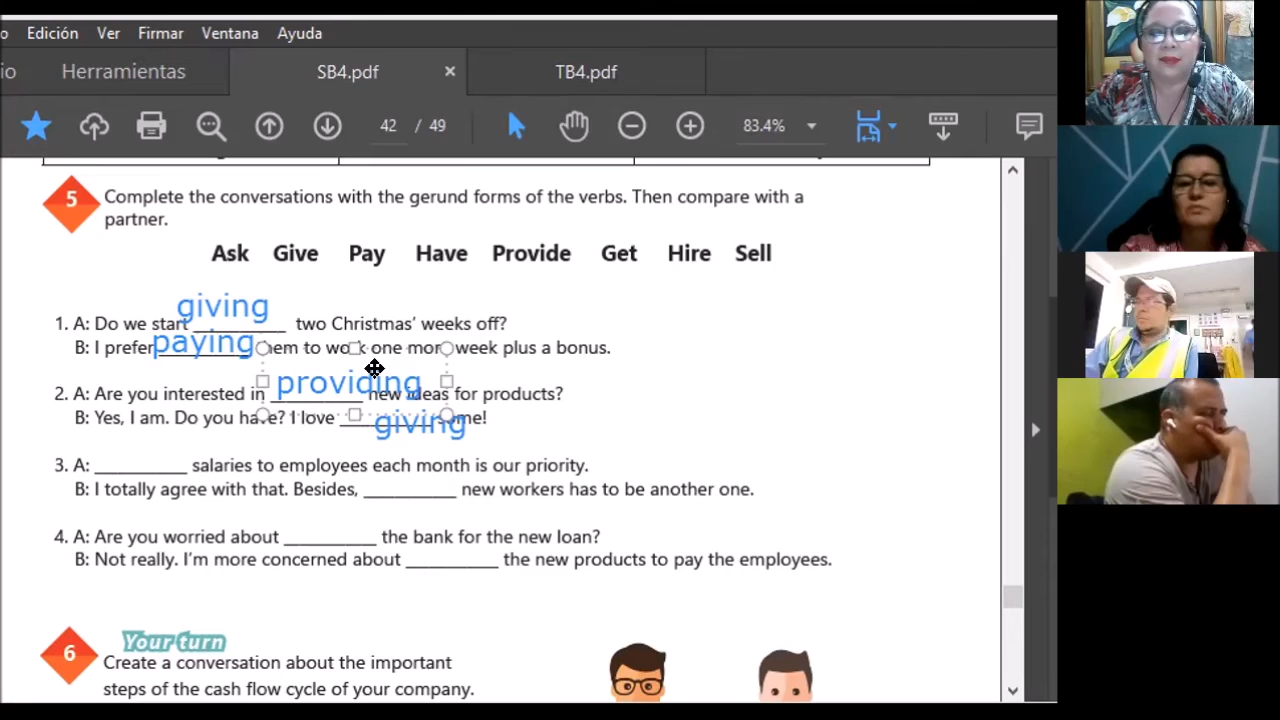 o Edición Ver Firmar Ventana Ayuda
io Herramientas SB4.pdf × TB4.pdf
42 / 49 83.4%
5 Complete the conversations with the gerund forms of the verbs. Then compare with a
partner.
Ask Give Pay Have Provide Get Hire Sell
giving
1. A: Do we start __________ two Christmas' weeks off?
paying
B: I prefer __________ hem to work one more week plus a bonus.
providing
2. A: Are you interested in __________ new ideas for products?
B: Yes, I am. Do you have? I love __________ some!
giving
3. A: __________ salaries to employees each month is our priority.
B: I totally agree with that. Besides, __________ new workers has to be another one.
4. A: Are you worried about __________ the bank for the new loan?
B: Not really. I'm more concerned about __________ the new products to pay the employees.
6 Your turn
Create a conversation about the important
steps of the cash flow cycle of your company.